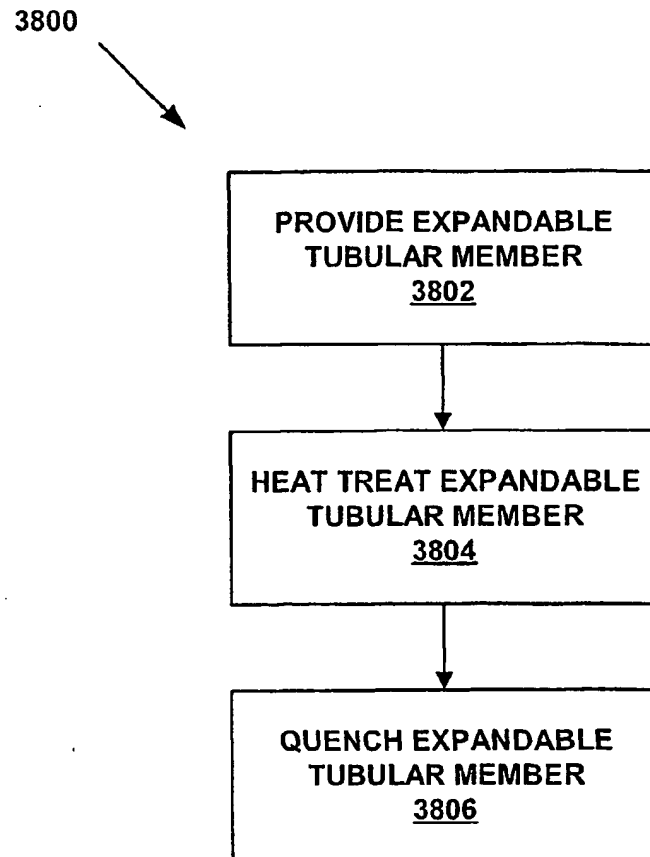 3800
PROVIDE EXPANDABLE
TUBULAR MEMBER
3802
HEAT TREAT EXPANDABLE
TUBULAR MEMBER
3804
QUENCH EXPANDABLE
TUBULAR MEMBER
3806